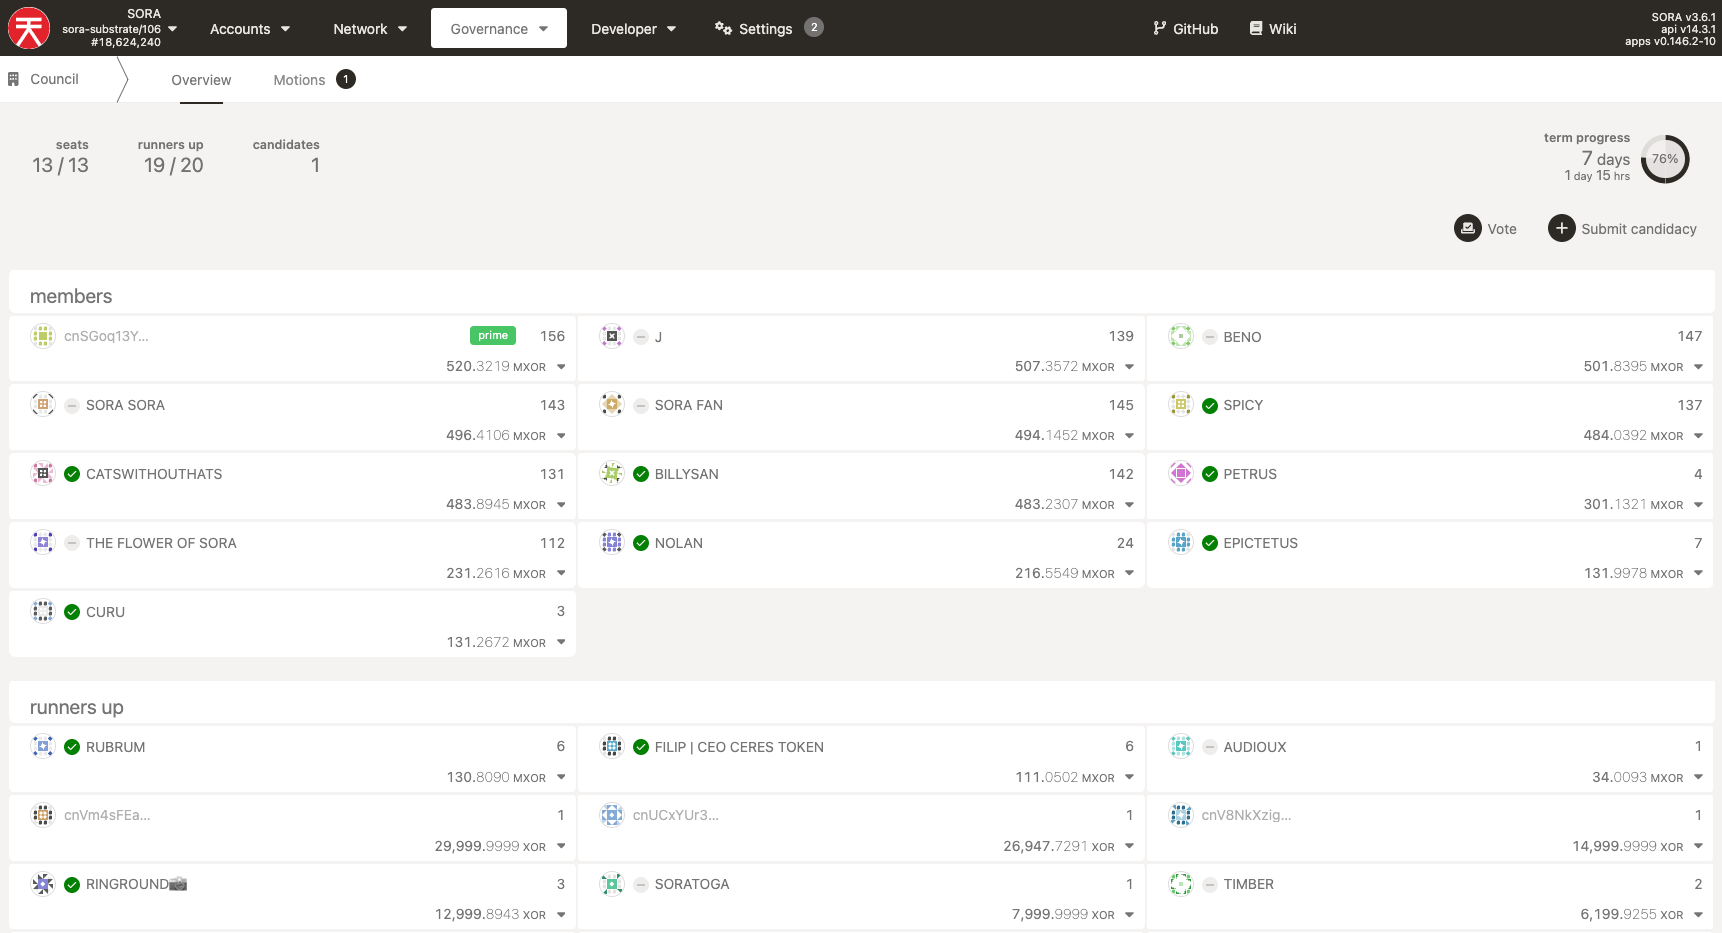 SORA
sora-substrate/106
#18,624,240
Accounts
Network
Governance
Developer
Settings
2
GitHub
Wiki
SORA v3.6.1
api v14.3.1
apps v0.146.2-10
Council
Overview
Motions
1
seats
13 / 13
runners up
19 / 20
candidates
1
term progress
7 days
1 day 15 hrs
76%
Vote
Submit candidacy
members
cnSGoq13Y...
prime
156
520.3219 MXOR
J
139
507.3572 MXOR
BENO
147
501.8395 MXOR
SORA SORA
143
496.4106 MXOR
SORA FAN
145
494.1452 MXOR
SPICY
137
484.0392 MXOR
CATSWITHOUTHATS
131
483.8945 MXOR
BILLYSAN
142
483.2307 MXOR
PETRUS
4
301.1321 MXOR
THE FLOWER OF SORA
112
231.2616 MXOR
NOLAN
24
216.5549 MXOR
EPICTETUS
7
131.9978 MXOR
CURU
3
131.2672 MXOR
runners up
RUBRUM
6
130.8090 MXOR
FILIP | CEO CERES TOKEN
6
111.0502 MXOR
AUDIOUX
1
34.0093 MXOR
cnVm4sFEa...
1
29,999.9999 XOR
cnUCxYUr3...
1
26,947.7291 XOR
cnV8NkXzig...
1
14,999.9999 XOR
RINGROUND📷
3
12,999.8943 XOR
SORATOGA
1
7,999.9999 XOR
TIMBER
2
6,199.9255 XOR